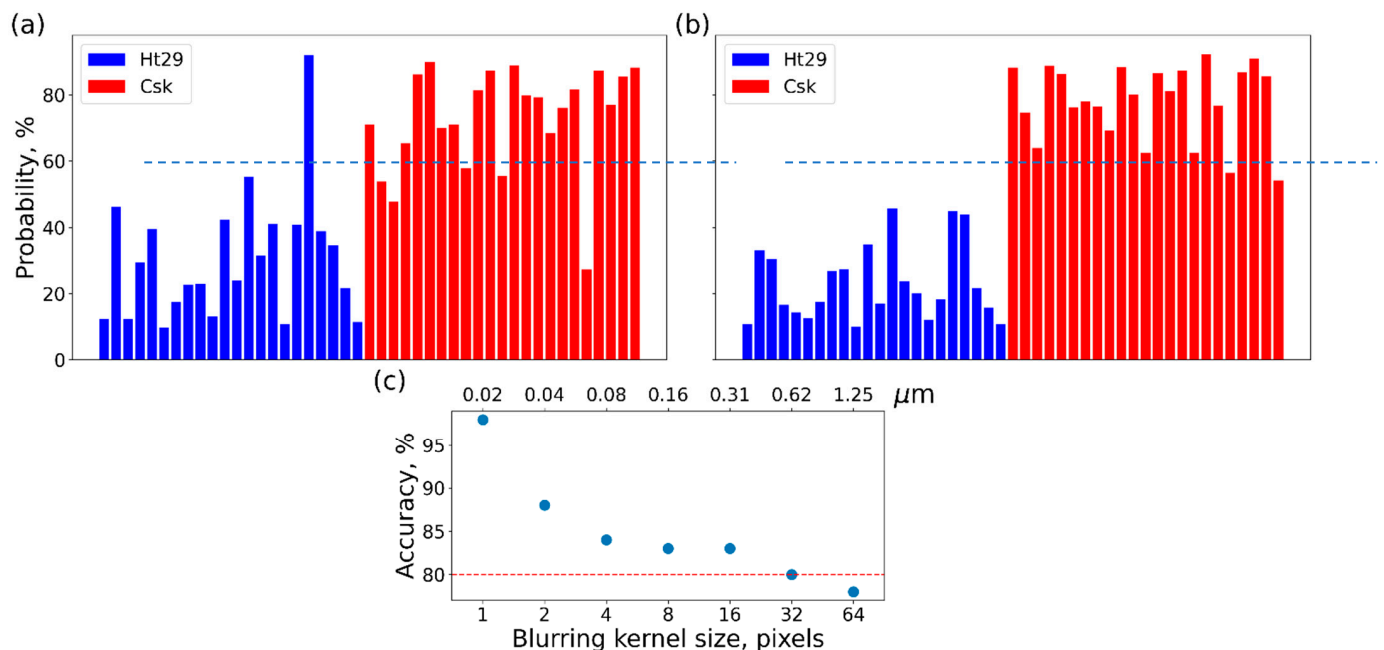 (a)
(b)
Ht29
Csk
Ht29
Csk
Probability, %
80
60
40
20
0
(c)
0.02 0.04 0.08 0.16 0.31 0.62 1.25 μm
Accuracy, %
95
90
85
80
1 2 4 8 16 32 64
Blurring kernel size, pixels